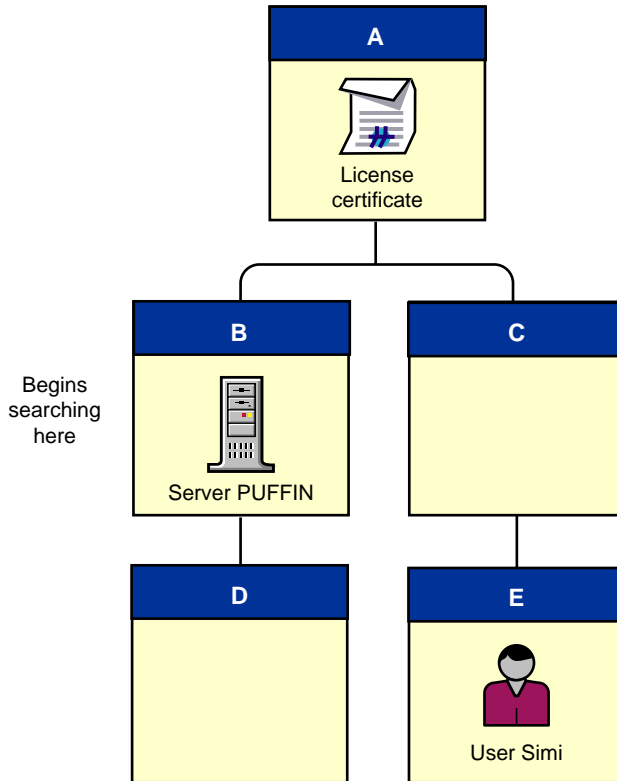 A
License
certificate
B
C
Begins
searching
here
Server PUFFIN
D
E
User Simi